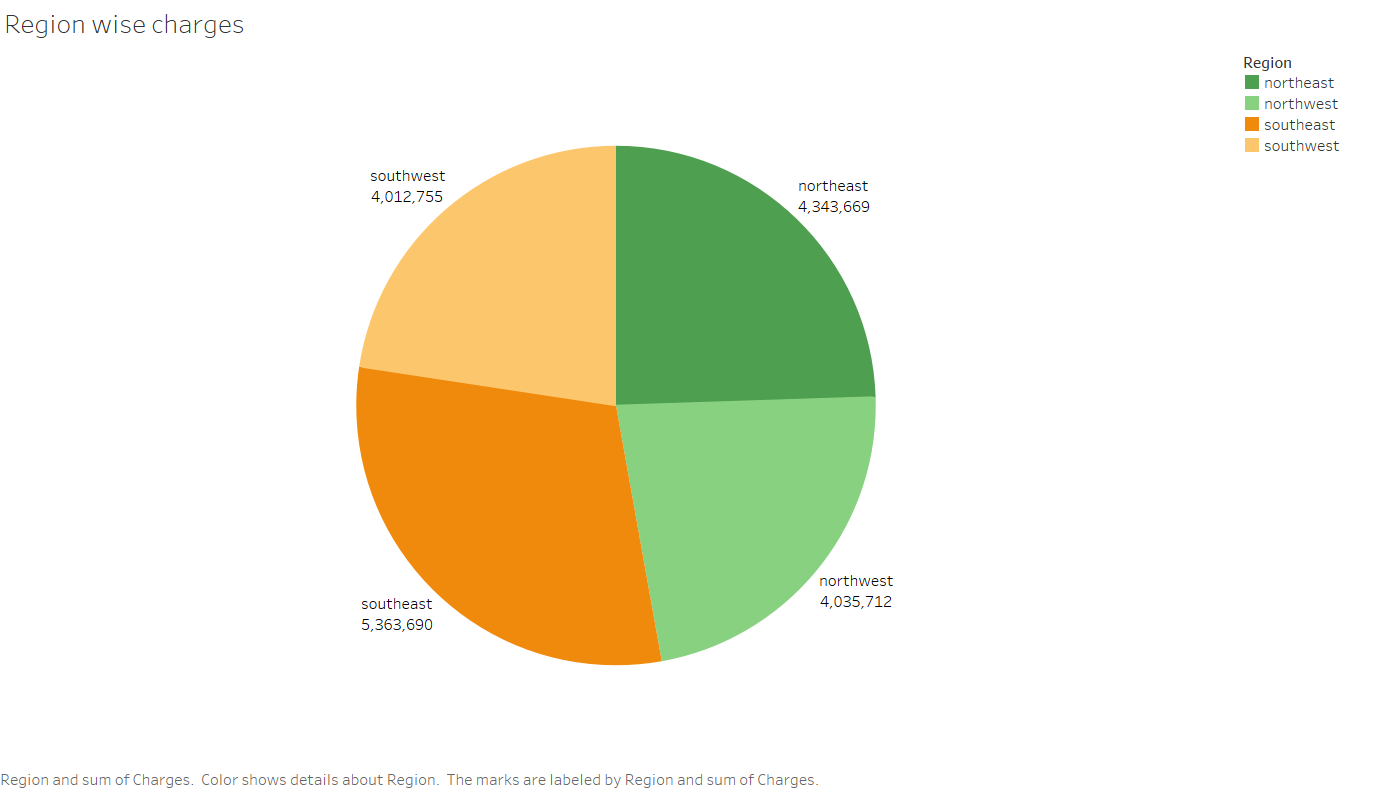 Region wise charges
Region
northeast
northwest
southeast
southwest
southwest
4,012,755
northeast
4,343,669
northwest
4,035,712
southeast
5,363,690
Region and sum of Charges.  Color shows details about Region.  The marks are labeled by Region and sum of Charges.